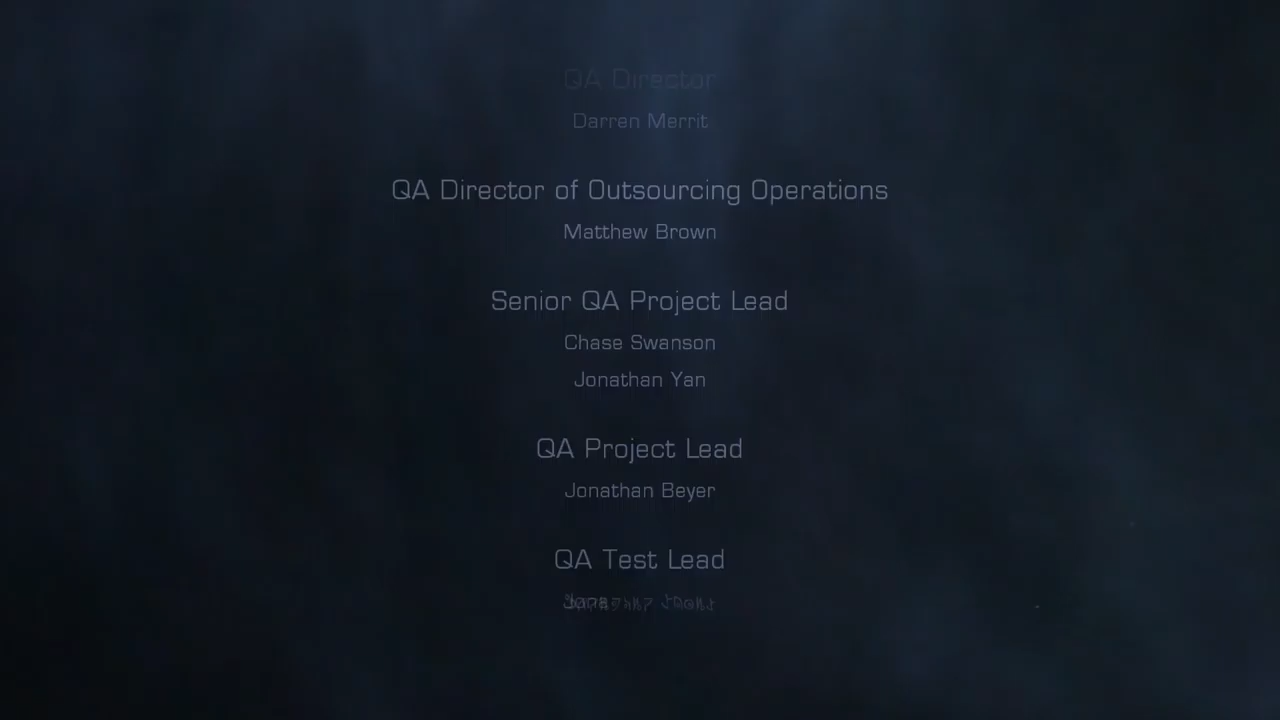 QA Director
Darren Merrit
QA Director of Outsourcing Operations
Matthew Brown
Senior QA Project Lead
Chase Swanson
Jonathan Yan
QA Project Lead
Jonathan Beyer
QA Test Lead